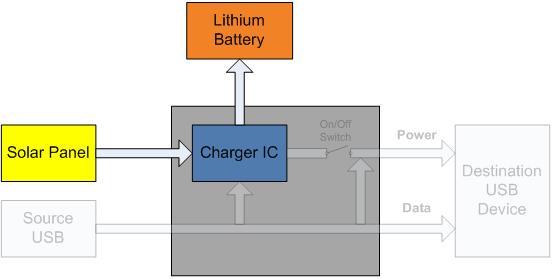 Lithium
Battery
On/Off
Switch
Power
Solar Panel
Charger IC
Destination
USB
Device
Source
USB
Data